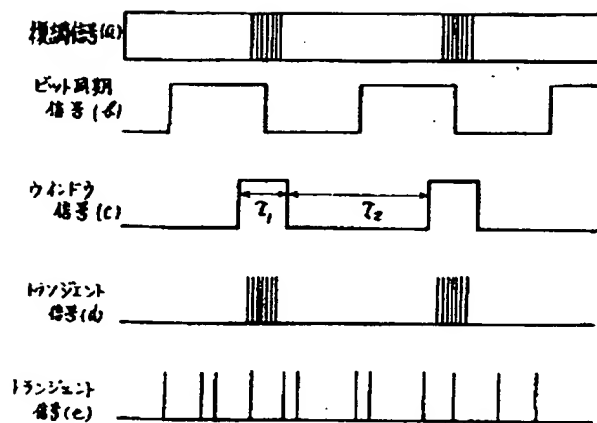 復調信号(a)
ビット同期
信号(b)
ウインドウ
信号(c)
τ₁
τ₂
トランジェント
信号(d)
トランジェント
信号(e)